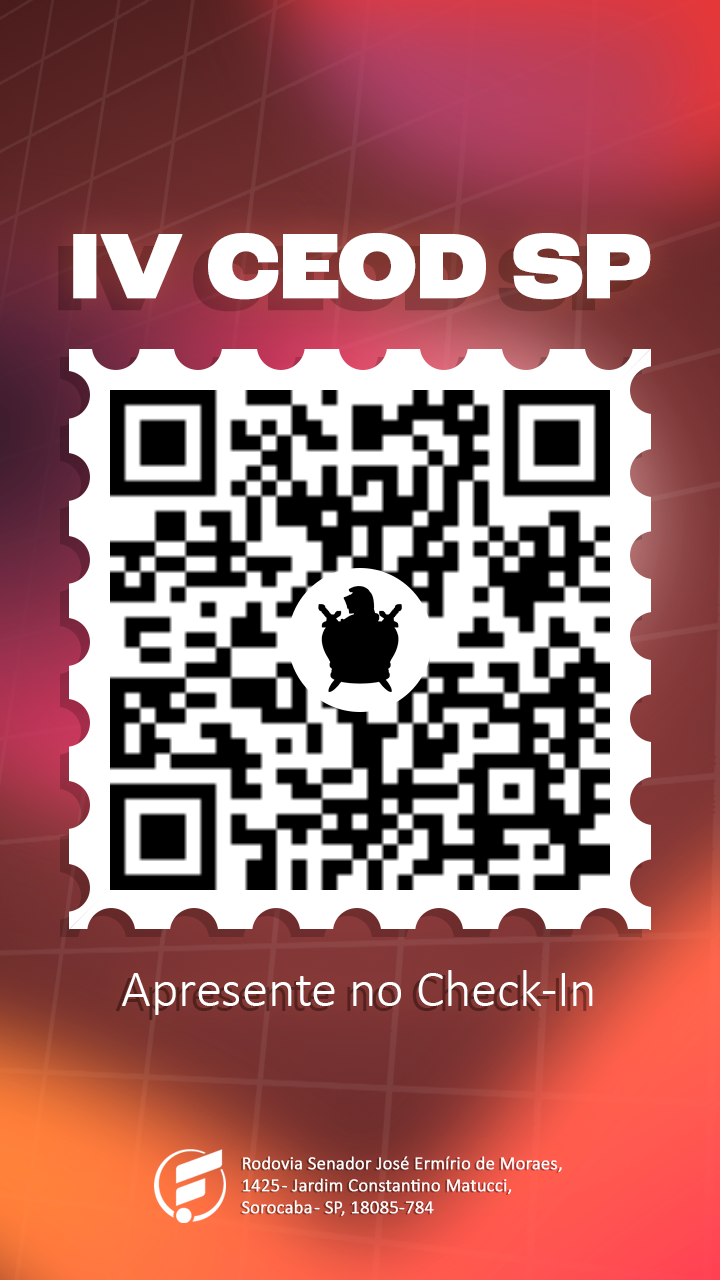 IV CEOD SP
Apresente no Check-In
Rodovia Senador José Ermírio de Moraes,
1425- Jardim Constantino Matucci,
Sorocaba- SP, 18085-784